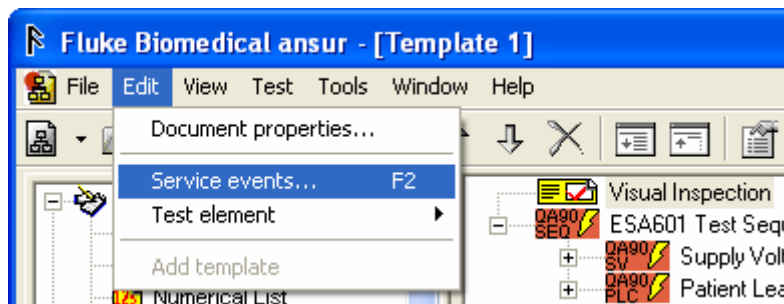 Fluke Biomedical ansur - [Template 1]
File Edit View Test Tools Window Help
Document properties...
Service events... F2
Test element
Add template
Numerical List
Visual Inspection
QA90 SEQ ESA601 Test Sequ
QA90 SV Supply Volt
QA90 PLC Patient Lea
123